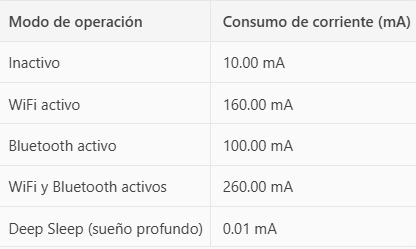 Modo de operación Consumo de corriente (mA)
Inactivo 10.00 mA
WiFi activo 160.00 mA
Bluetooth activo 100.00 mA
WiFi y Bluetooth activos 260.00 mA
Deep Sleep (sueño profundo) 0.01 mA